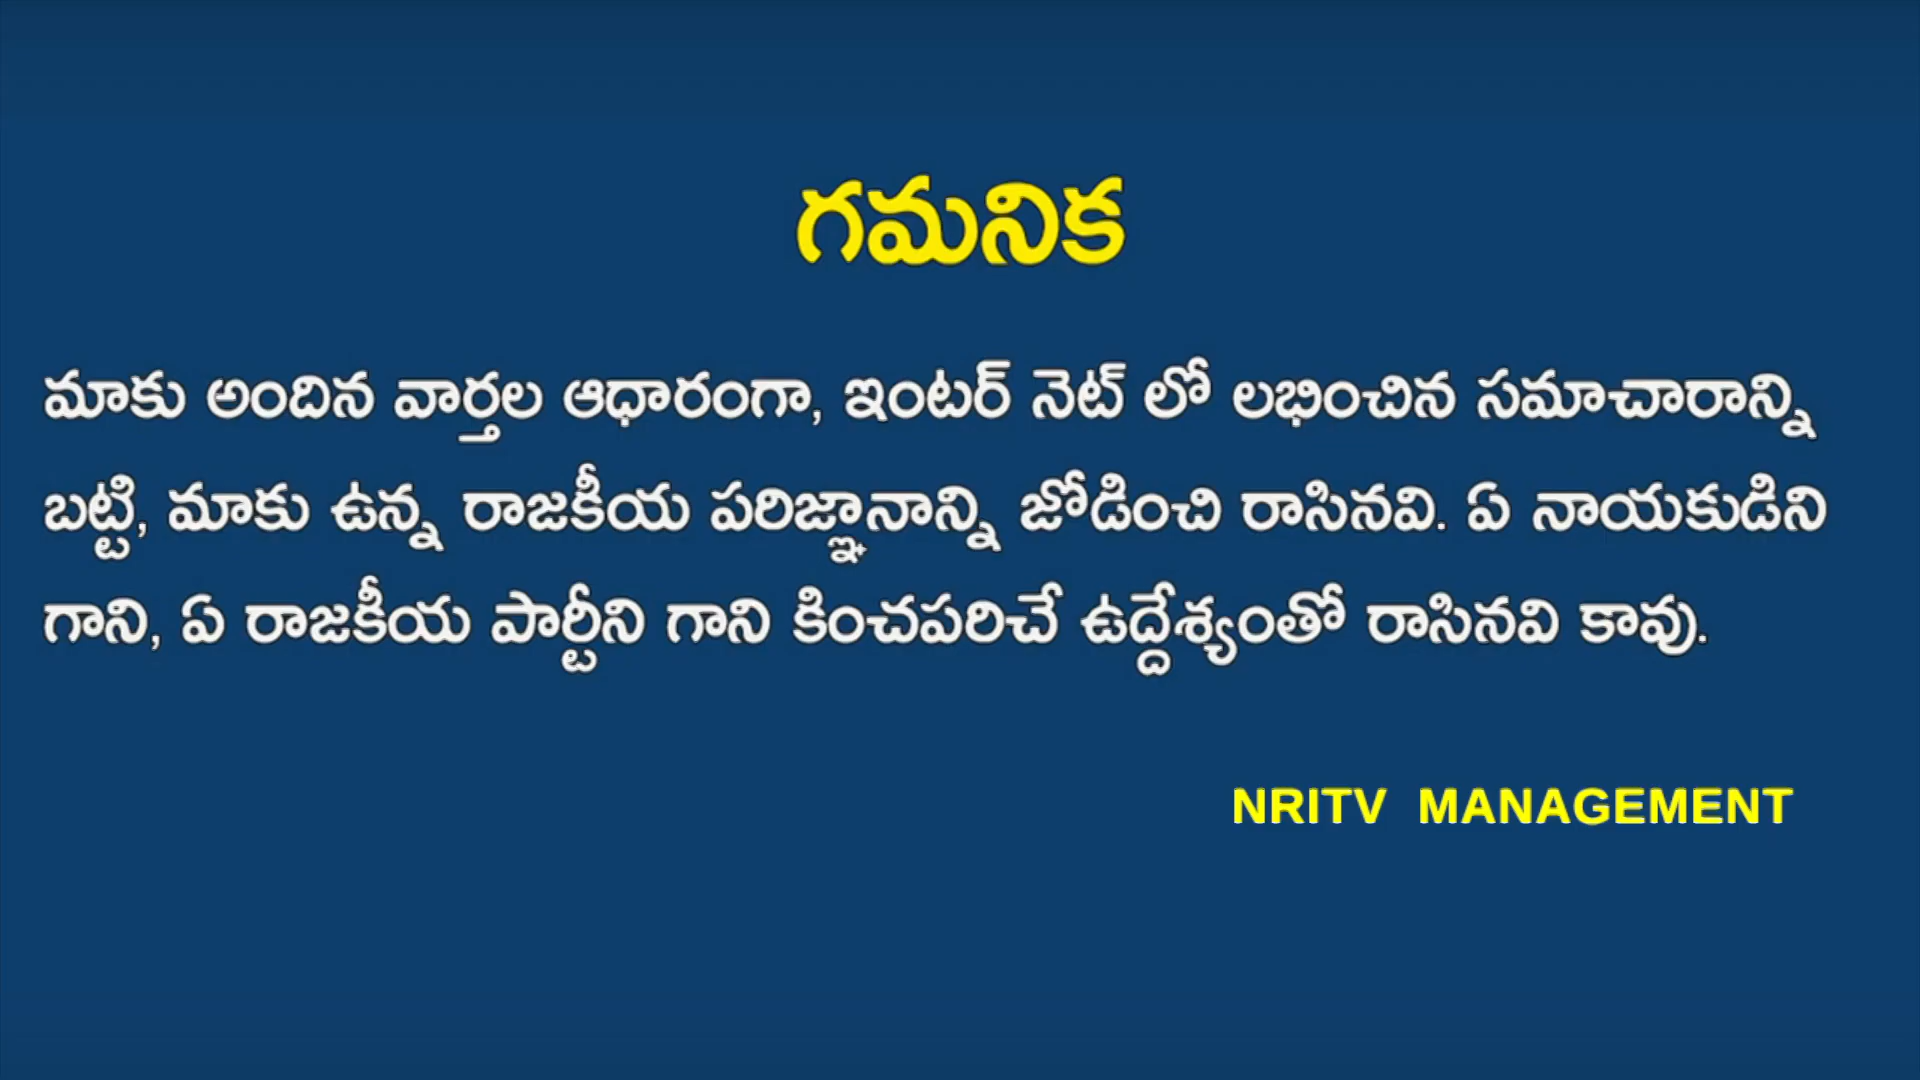 గమనిక
మాకు అందిన వార్తల ఆధారంగా, ఇంటర్ నెట్ లో లభించిన సమాచారాన్ని
బట్టి, మాకు ఉన్న రాజకీయ పరిజ్ఞానాన్ని జోడించి రాసినవి. ఏ నాయకుడిని
గాని, ఏ రాజకీయ పార్టీని గాని కించపరిచే ఉద్దేశ్యంతో రాసినవి కావు.
NRITV MANAGEMENT